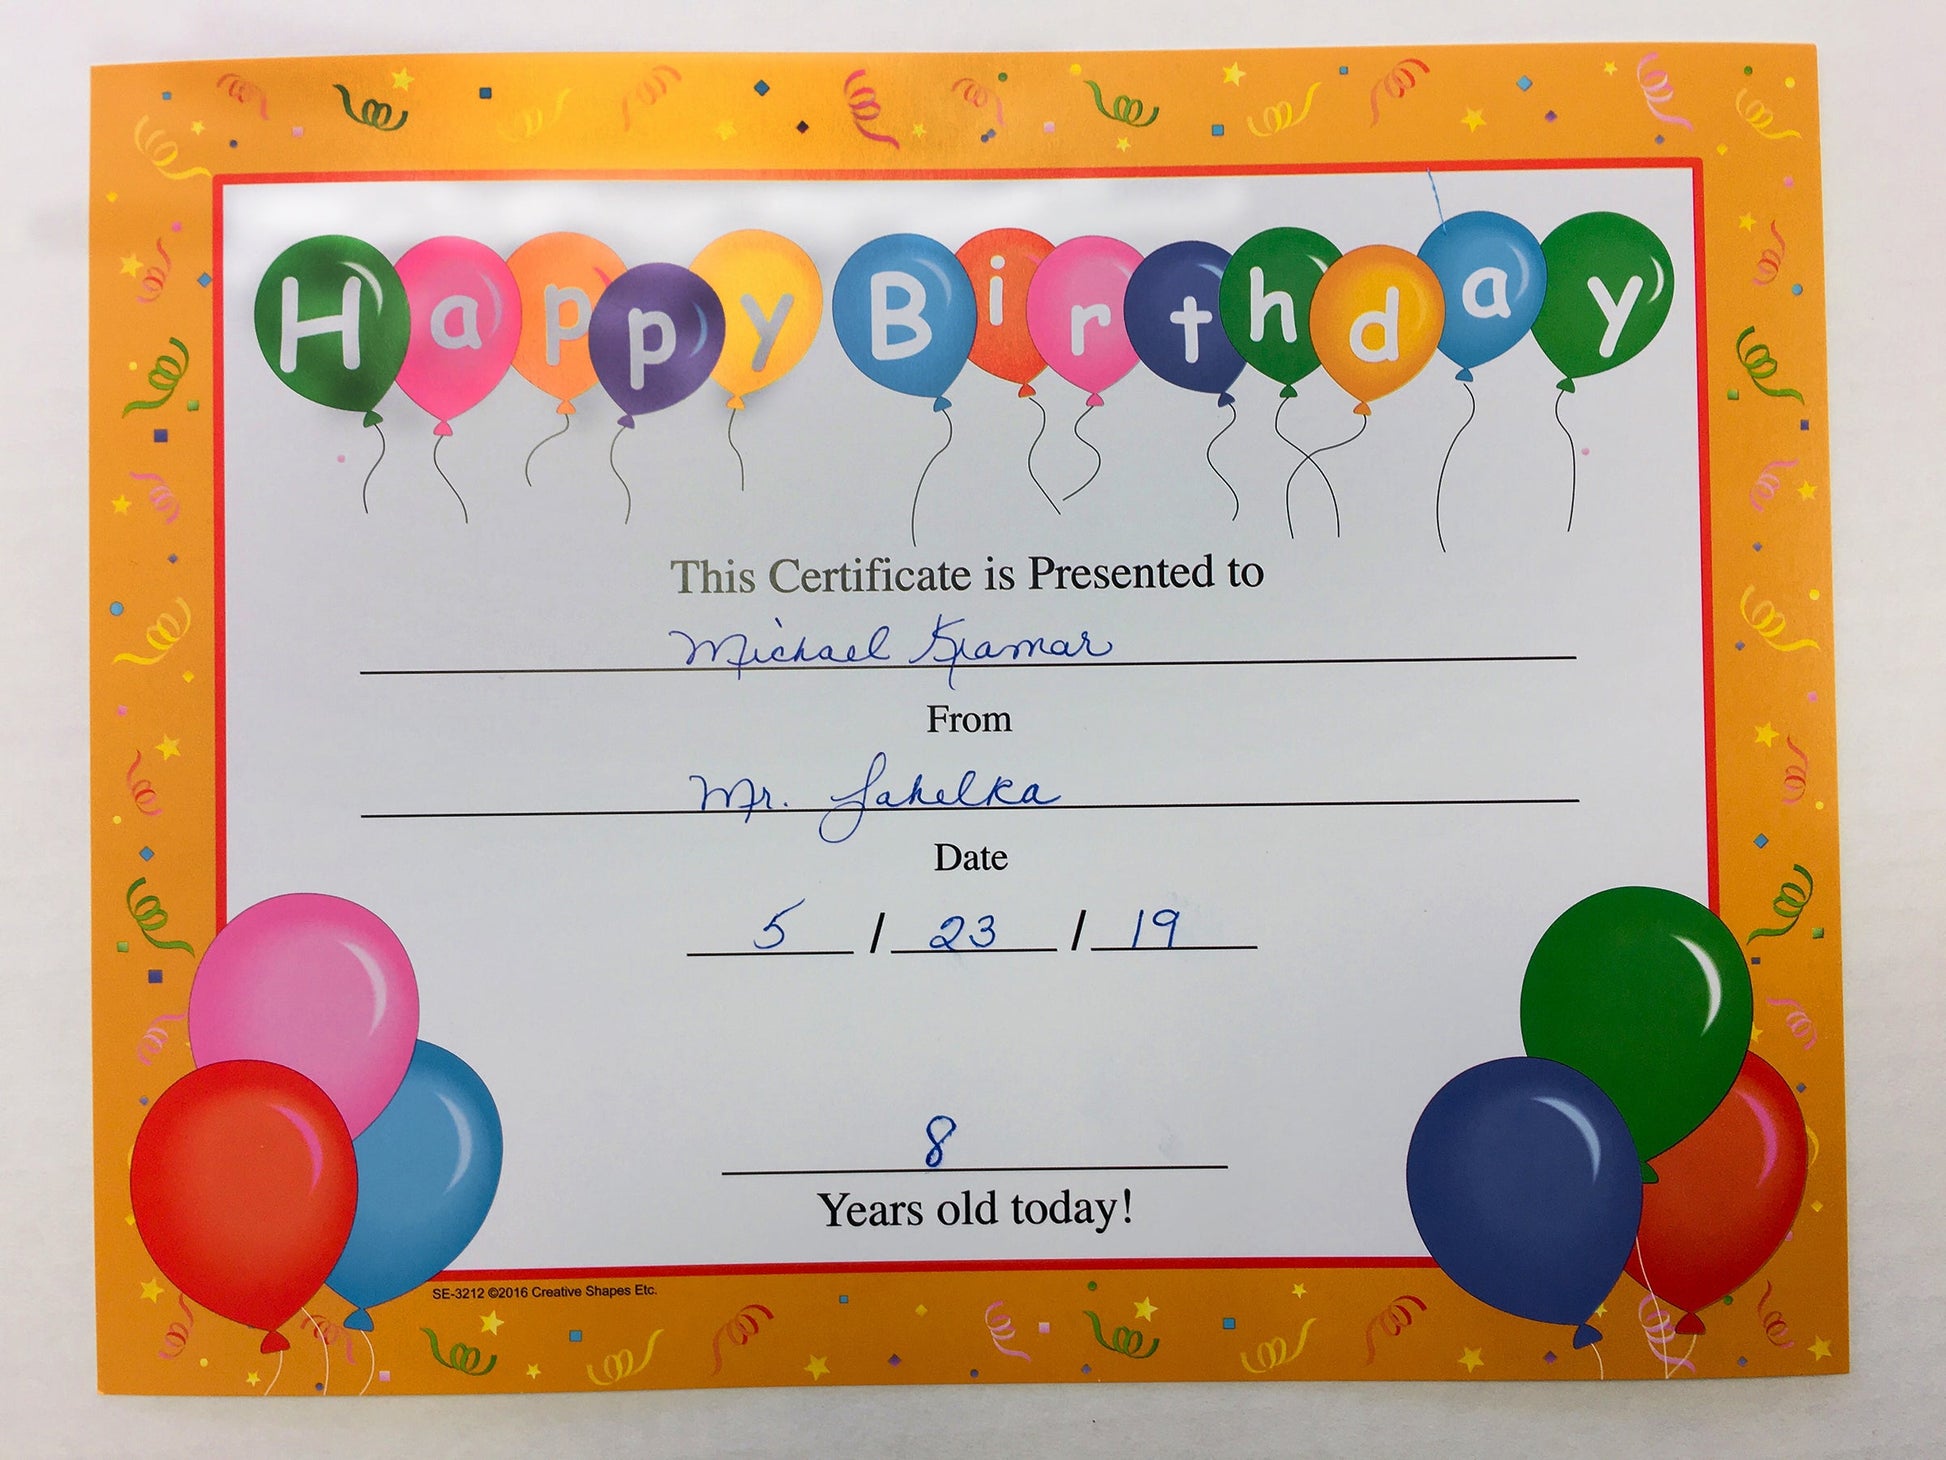 Happy Birthday
This Certificate is Presented to
Michael Kramar
From
Mr. Lahelka
Date
5 / 23 / 19
8
Years old today!
SE-3212 ©2016 Creative Shapes Etc.